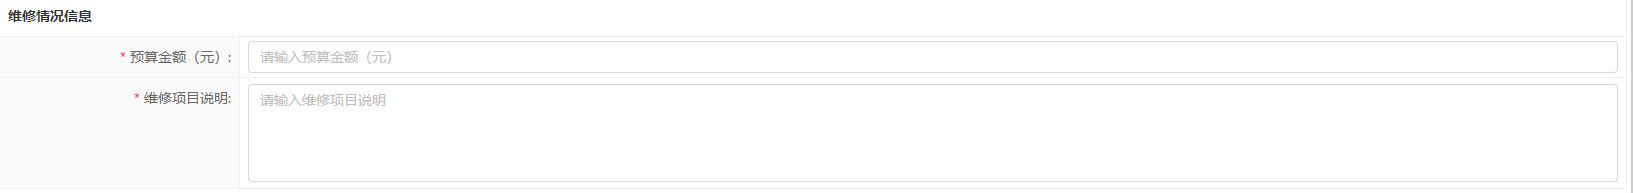 维修情况信息
* 预算金额（元）: 请输入预算金额（元）
* 维修项目说明: 请输入维修项目说明